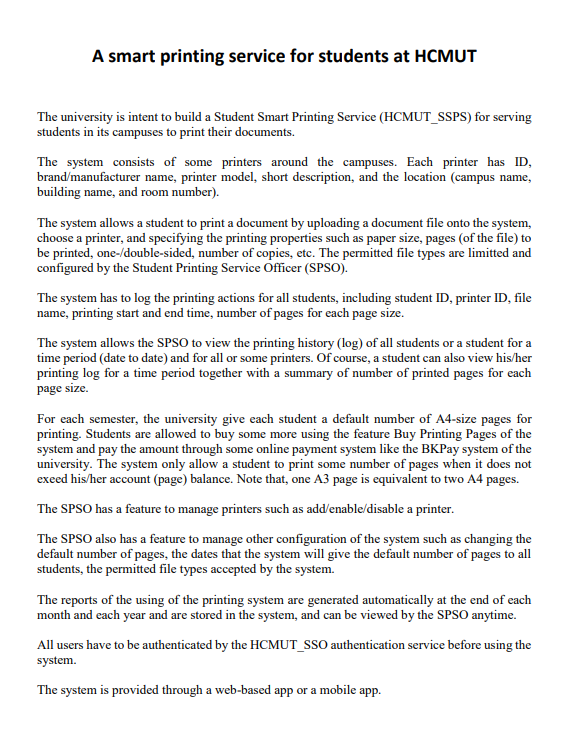 A smart printing service for students at HCMUT
The university is intent to build a Student Smart Printing Service (HCMUT_SSPS) for serving
students in its campuses to print their documents.
The system consists of some printers around the campuses. Each printer has ID,
brand/manufacturer name, printer model, short description, and the location (campus name,
building name, and room number).
The system allows a student to print a document by uploading a document file onto the system,
choose a printer, and specifying the printing properties such as paper size, pages (of the file) to
be printed, one-/double-sided, number of copies, etc. The permitted file types are limitted and
configured by the Student Printing Service Officer (SPSO).
The system has to log the printing actions for all students, including student ID, printer ID, file
name, printing start and end time, number of pages for each page size.
The system allows the SPSO to view the printing history (log) of all students or a student for a
time period (date to date) and for all or some printers. Of course, a student can also view his/her
printing log for a time period together with a summary of number of printed pages for each
page size.
For each semester, the university give each student a default number of A4-size pages for
printing. Students are allowed to buy some more using the feature Buy Printing Pages of the
system and pay the amount through some online payment system like the BKPay system of the
university. The system only allow a student to print some number of pages when it does not
exeed his/her account (page) balance. Note that, one A3 page is equivalent to two A4 pages.
The SPSO has a feature to manage printers such as add/enable/disable a printer.
The SPSO also has a feature to manage other configuration of the system such as changing the
default number of pages, the dates that the system will give the default number of pages to all
students, the permitted file types accepted by the system.
The reports of the using of the printing system are generated automatically at the end of each
month and each year and are stored in the system, and can be viewed by the SPSO anytime.
All users have to be authenticated by the HCMUT_SSO authentication service before using the
system.
The system is provided through a web-based app or a mobile app.